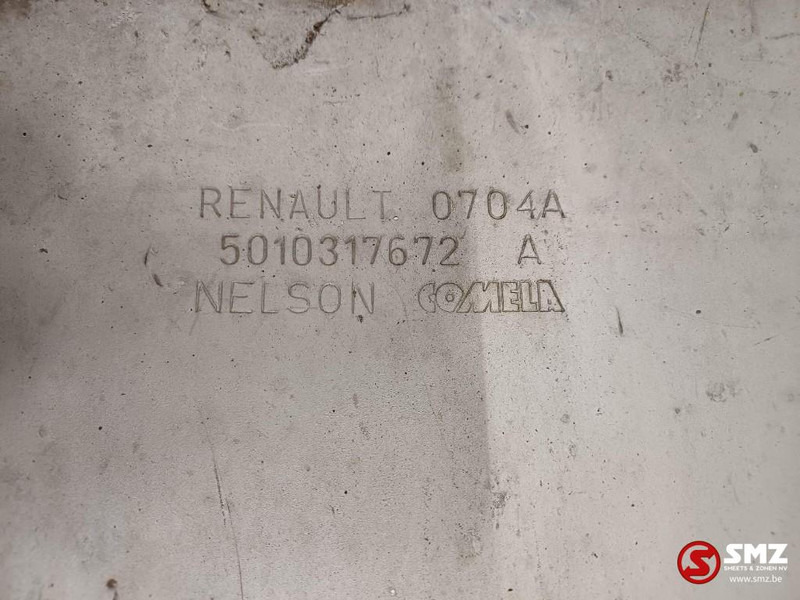 RENAULT 0704A
5010317672 A
NELSON COMELA
SMZ
SMEETS & ZONEN NV
www.smz.be